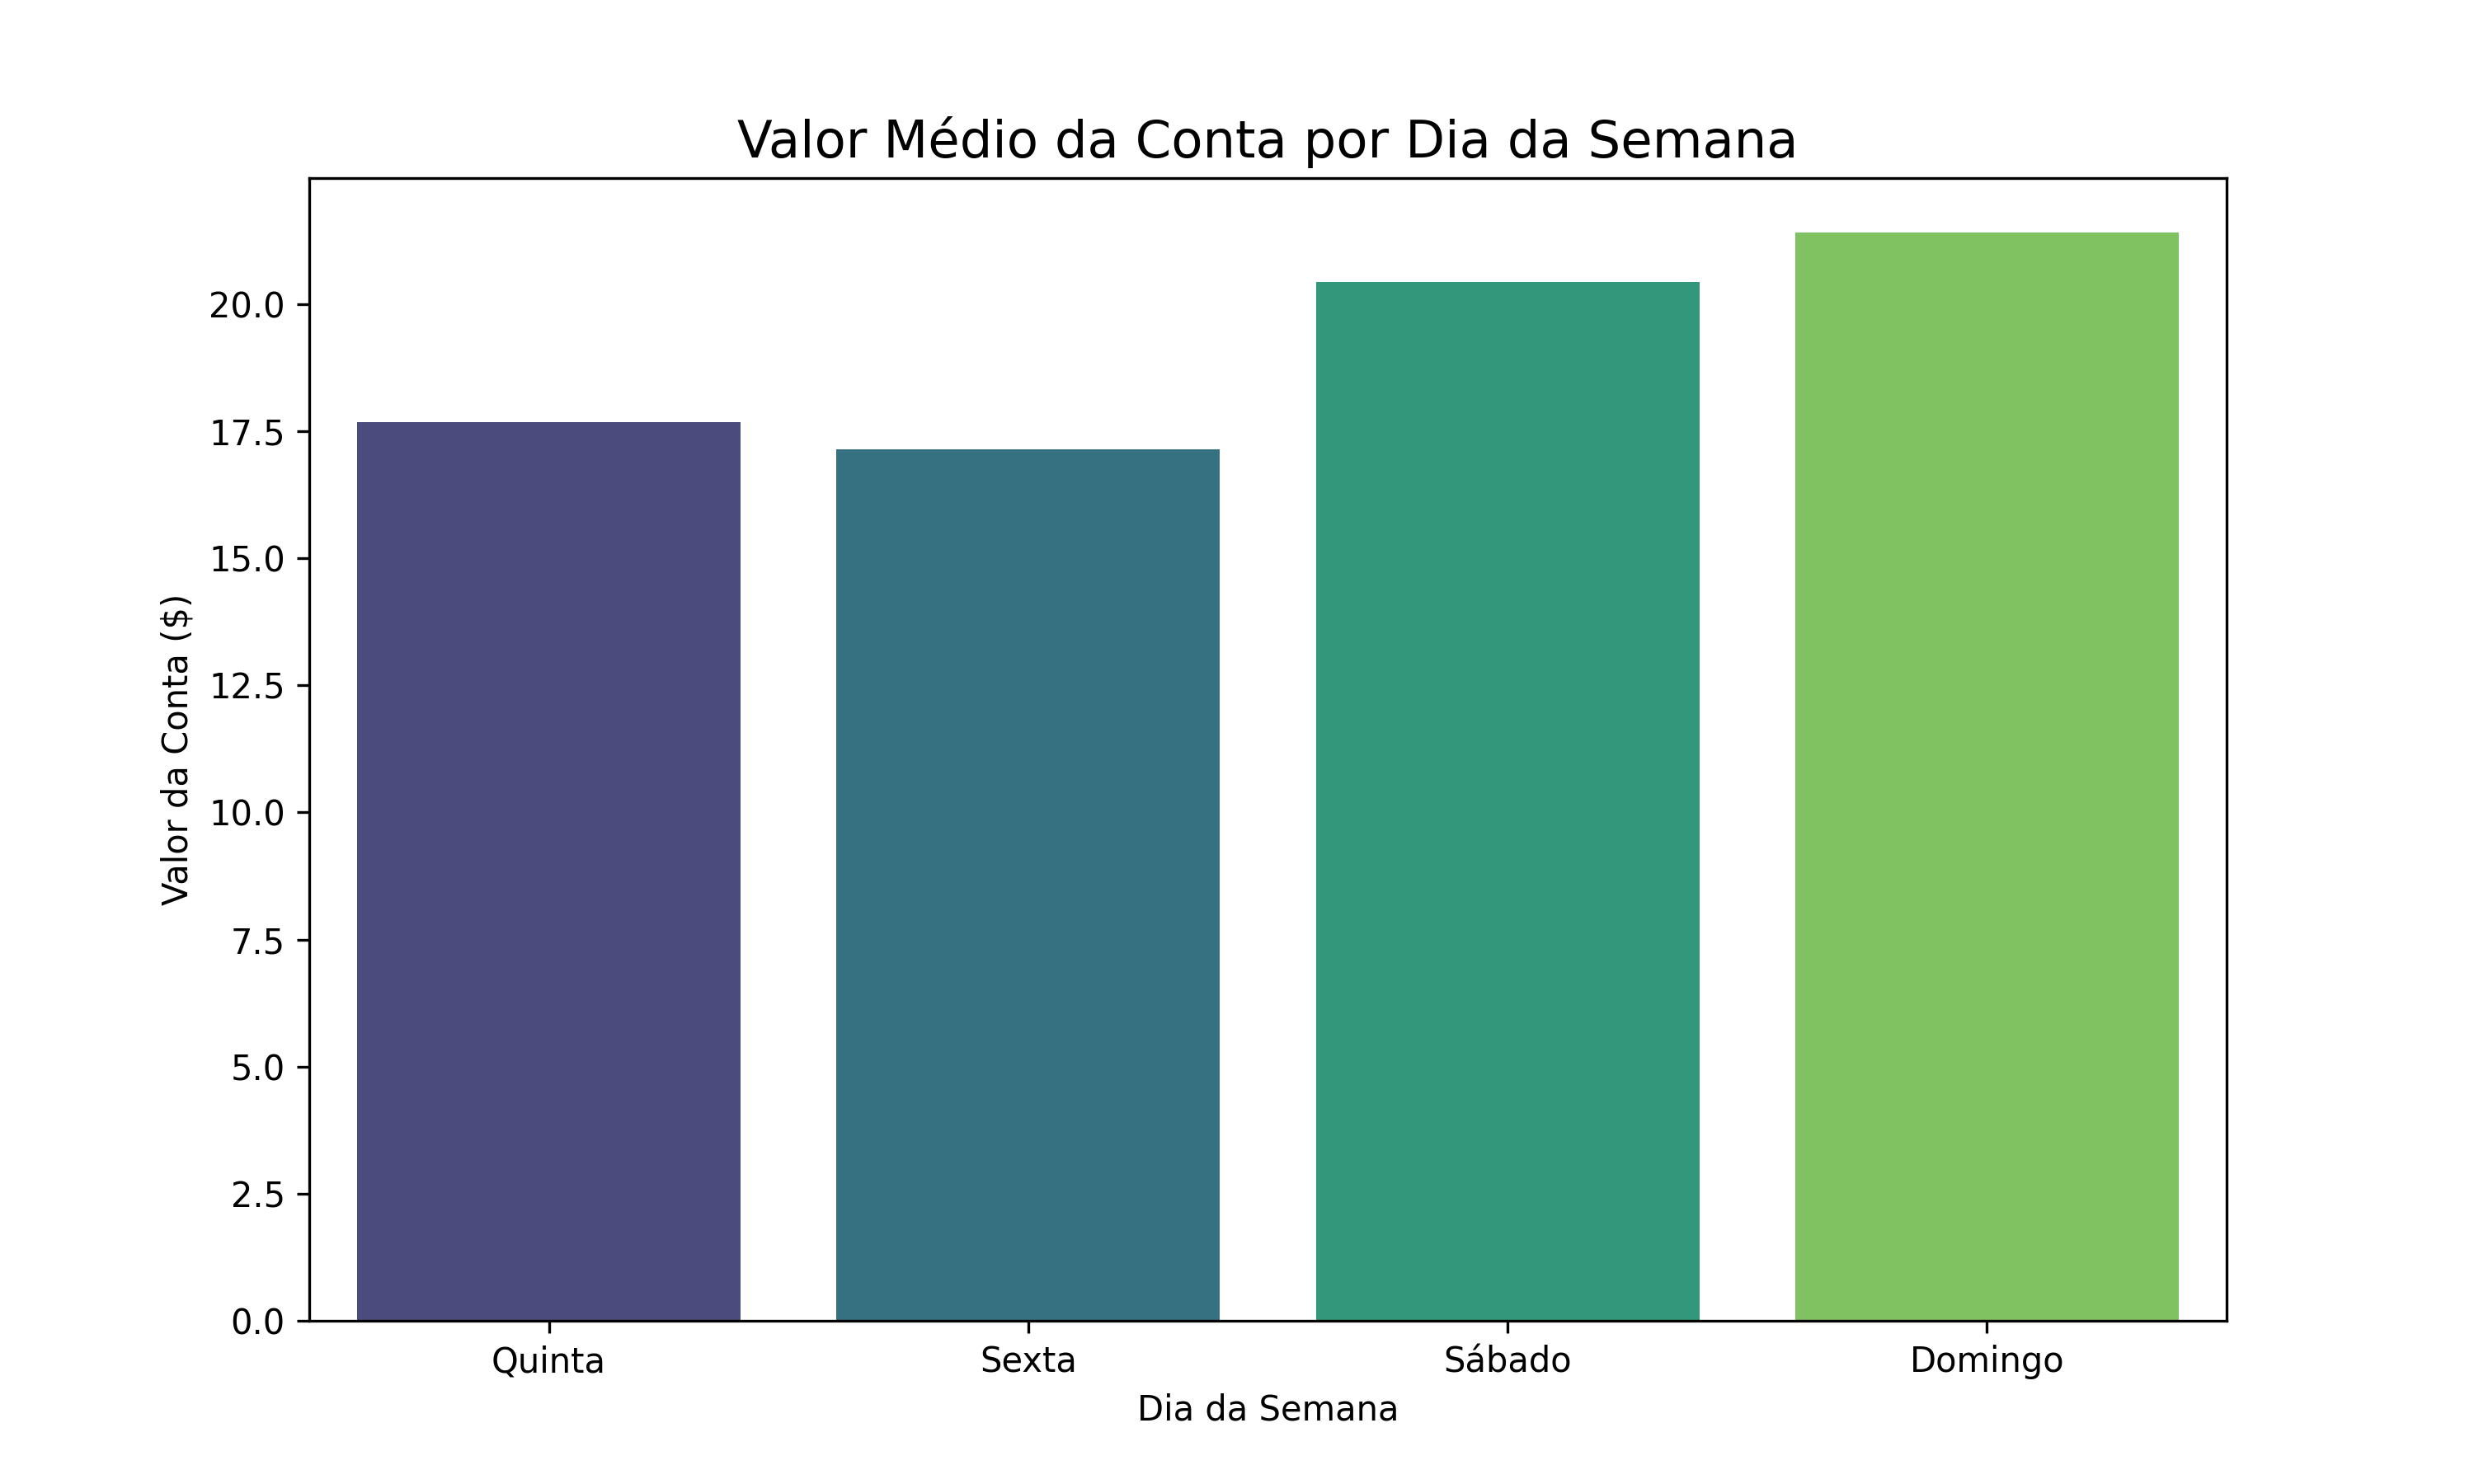 Valor Médio da Conta por Dia da Semana
Valor da Conta ($)
20.0
17.5
15.0
12.5
10.0
7.5
5.0
2.5
0.0
Quinta Sexta Sábado Domingo
Dia da Semana